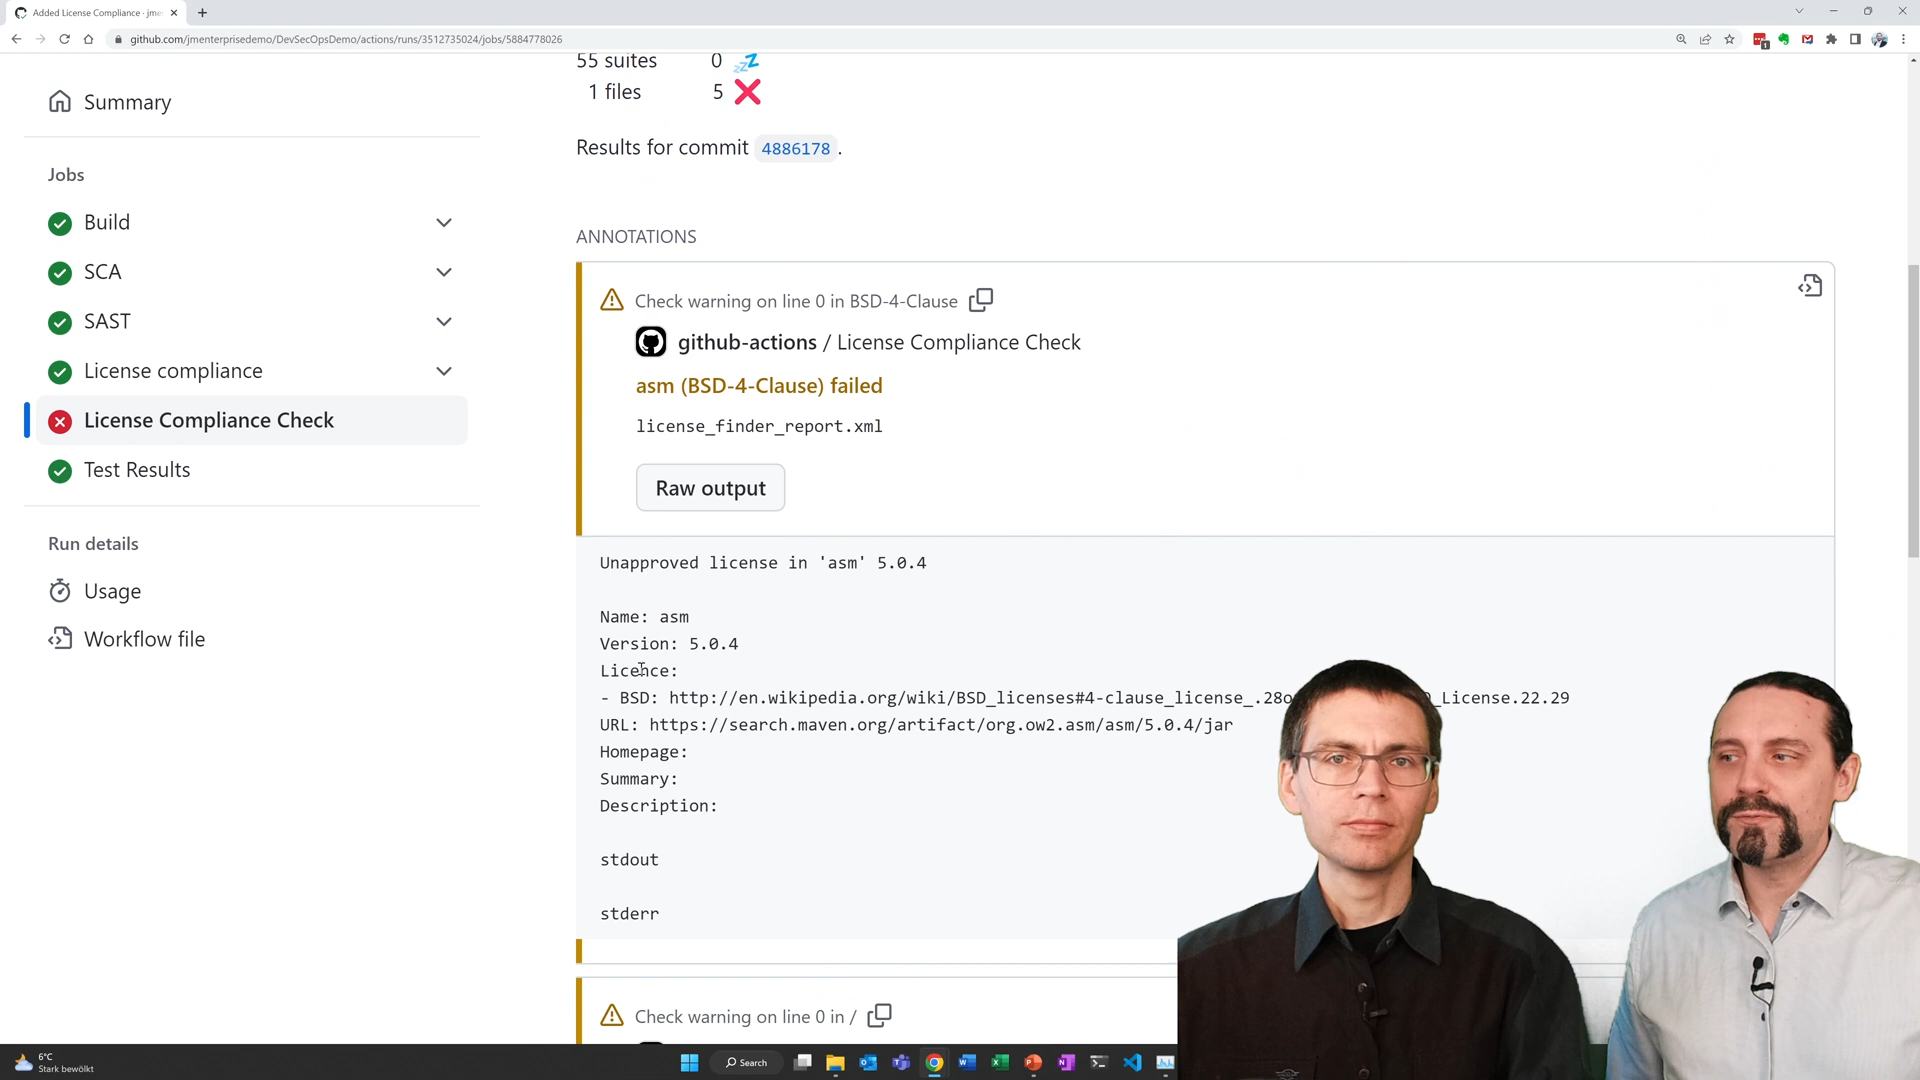 Added License Compliance · jme
github.com/jmenterprisedemo/DevSecOpsDemo/actions/runs/3512735024/jobs/5884778026
Summary
Jobs
Build
SCA
SAST
License compliance
License Compliance Check
Test Results
Run details
Usage
Workflow file
55 suites 0
1 files 5
Results for commit 4886178 .
ANNOTATIONS
Check warning on line 0 in BSD-4-Clause
github-actions / License Compliance Check
asm (BSD-4-Clause) failed
license_finder_report.xml
Raw output
Unapproved license in 'asm' 5.0.4
Name: asm
Version: 5.0.4
Licence:
- BSD: http://en.wikipedia.org/wiki/BSD_licenses#4-clause_license_.28o _License.22.29
URL: https://search.maven.org/artifact/org.ow2.asm/asm/5.0.4/jar
Homepage:
Summary:
Description:
stdout
stderr
Check warning on line 0 in /
6°C
Stark bewölkt
Search